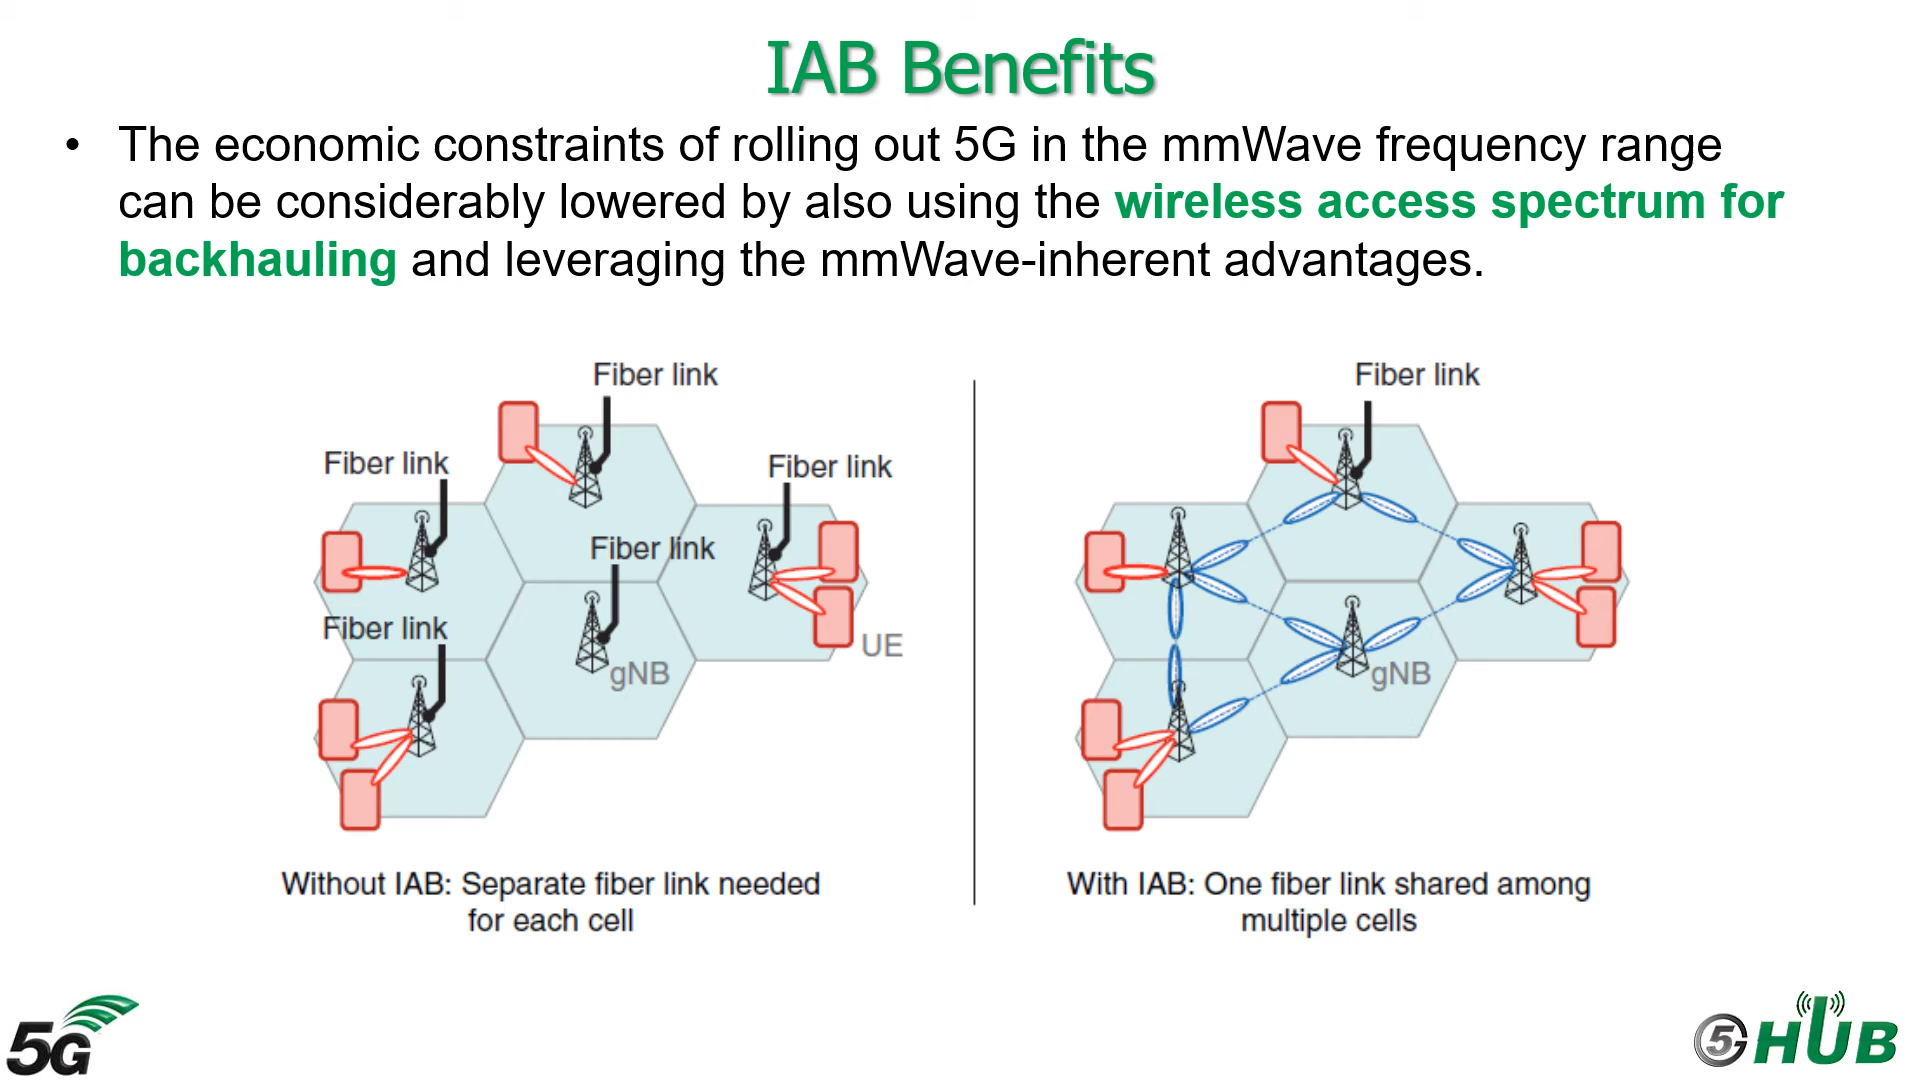 IAB Benefits
• The economic constraints of rolling out 5G in the mmWave frequency range
can be considerably lowered by also using the wireless access spectrum for
backhauling and leveraging the mmWave-inherent advantages.
Fiber link
Fiber link
Fiber link
Fiber link
Fiber link
UE
gNB
Without IAB: Separate fiber link needed
for each cell
Fiber link
gNB
With IAB: One fiber link shared among
multiple cells
5G
5G HUB